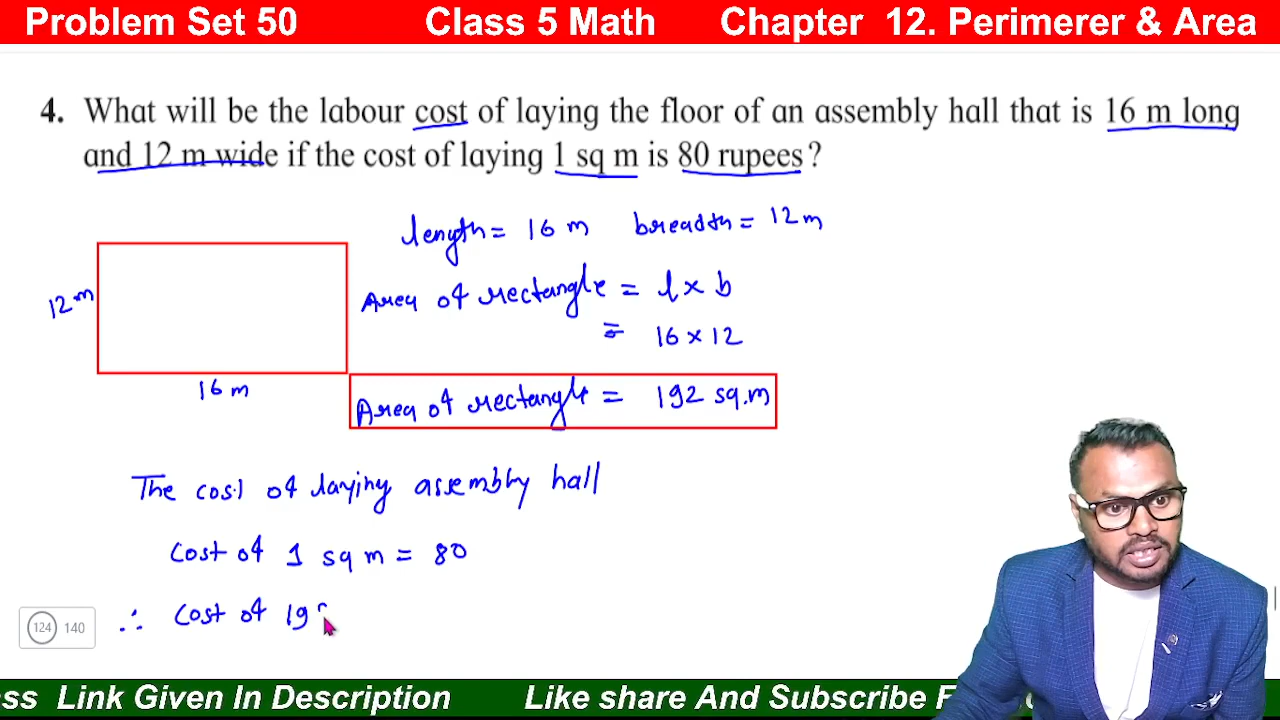 Problem Set 50 Class 5 Math Chapter 12. Perimerer & Area
4. What will be the labour cost of laying the floor of an assembly hall that is 16 m long
and 12 m wide if the cost of laying 1 sq m is 80 rupees?
length = 16 m breadth = 12 m
12 m
Area of rectangle = l × b
= 16 × 12
16 m
Area of rectangle = 192 sq.m
The cost of laying assembly hall
Cost of 1 sq m = 80
∴ Cost of 19
124 140
ss Link Given In Description Like share And Subscribe F